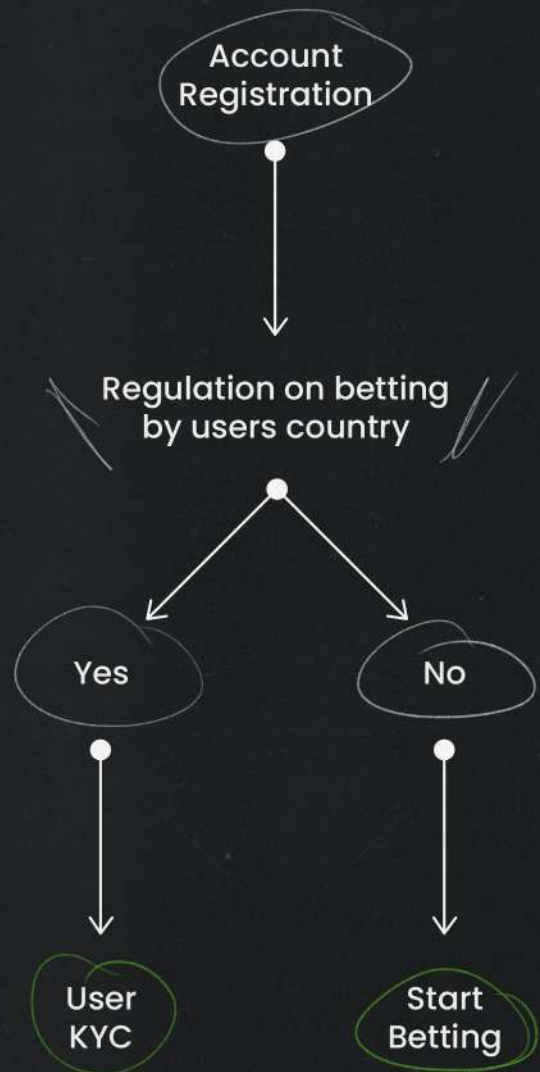 Account
Registration
Regulation on betting
by users country
Yes
No
User
KYC
Start
Betting